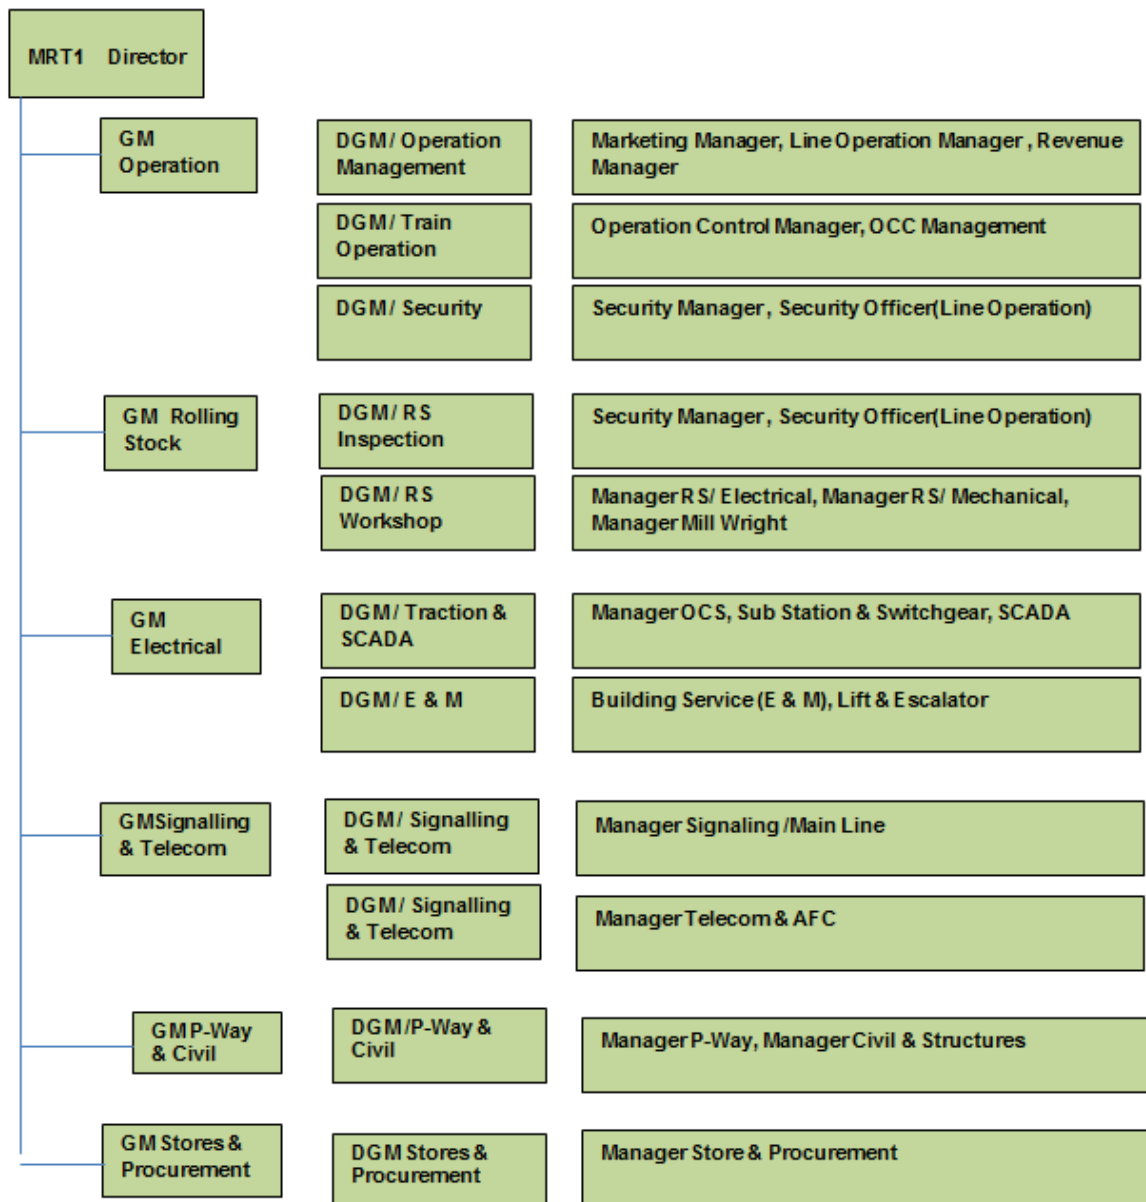 MRT1 Director
GM
Operation
DGM/ Operation
Management
Marketing Manager, Line Operation Manager , Revenue
Manager
DGM/ Train
Operation
Operation Control Manager, OCC Management
DGM/ Security
Security Manager , Security Officer(Line Operation)
GM Rolling
Stock
DGM/ RS
Inspection
Security Manager , Security Officer(Line Operation)
DGM/ RS
Workshop
Manager RS/ Electrical, Manager RS/ Mechanical,
Manager Mill Wright
GM
Electrical
DGM/ Traction &
SCADA
Manager OCS, Sub Station & Switchgear, SCADA
DGM/ E & M
Building Service (E & M), Lift & Escalator
GM Signalling
& Telecom
DGM/ Signalling
& Telecom
Manager Signaling /Main Line
DGM/ Signalling
& Telecom
Manager Telecom & AFC
GM P-Way
& Civil
DGM /P-Way &
Civil
Manager P-Way, Manager Civil & Structures
GM Stores &
Procurement
DGM Stores &
Procurement
Manager Store & Procurement